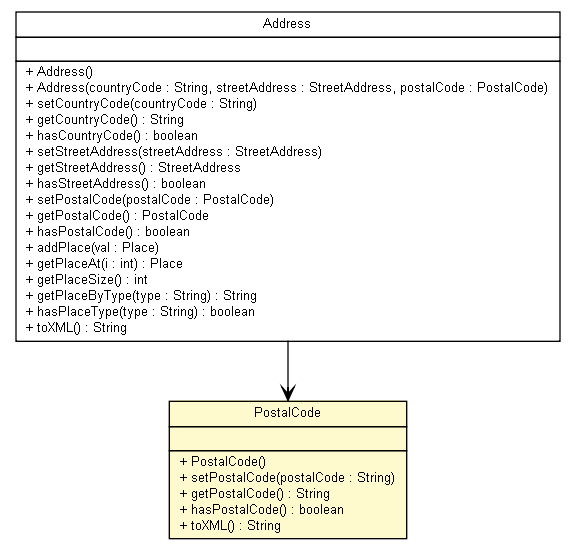 Address
+ Address()
+ Address(countryCode : String, streetAddress : StreetAddress, postalCode : PostalCode)
+ setCountryCode(countryCode : String)
+ getCountryCode() : String
+ hasCountryCode() : boolean
+ setStreetAddress(streetAddress : StreetAddress)
+ getStreetAddress() : StreetAddress
+ hasStreetAddress() : boolean
+ setPostalCode(postalCode : PostalCode)
+ getPostalCode() : PostalCode
+ hasPostalCode() : boolean
+ addPlace(val : Place)
+ getPlaceAt(i : int) : Place
+ getPlaceSize() : int
+ getPlaceByType(type : String) : String
+ hasPlaceType(type : String) : boolean
+ toXML() : String
PostalCode
+ PostalCode()
+ setPostalCode(postalCode : String)
+ getPostalCode() : String
+ hasPostalCode() : boolean
+ toXML() : String